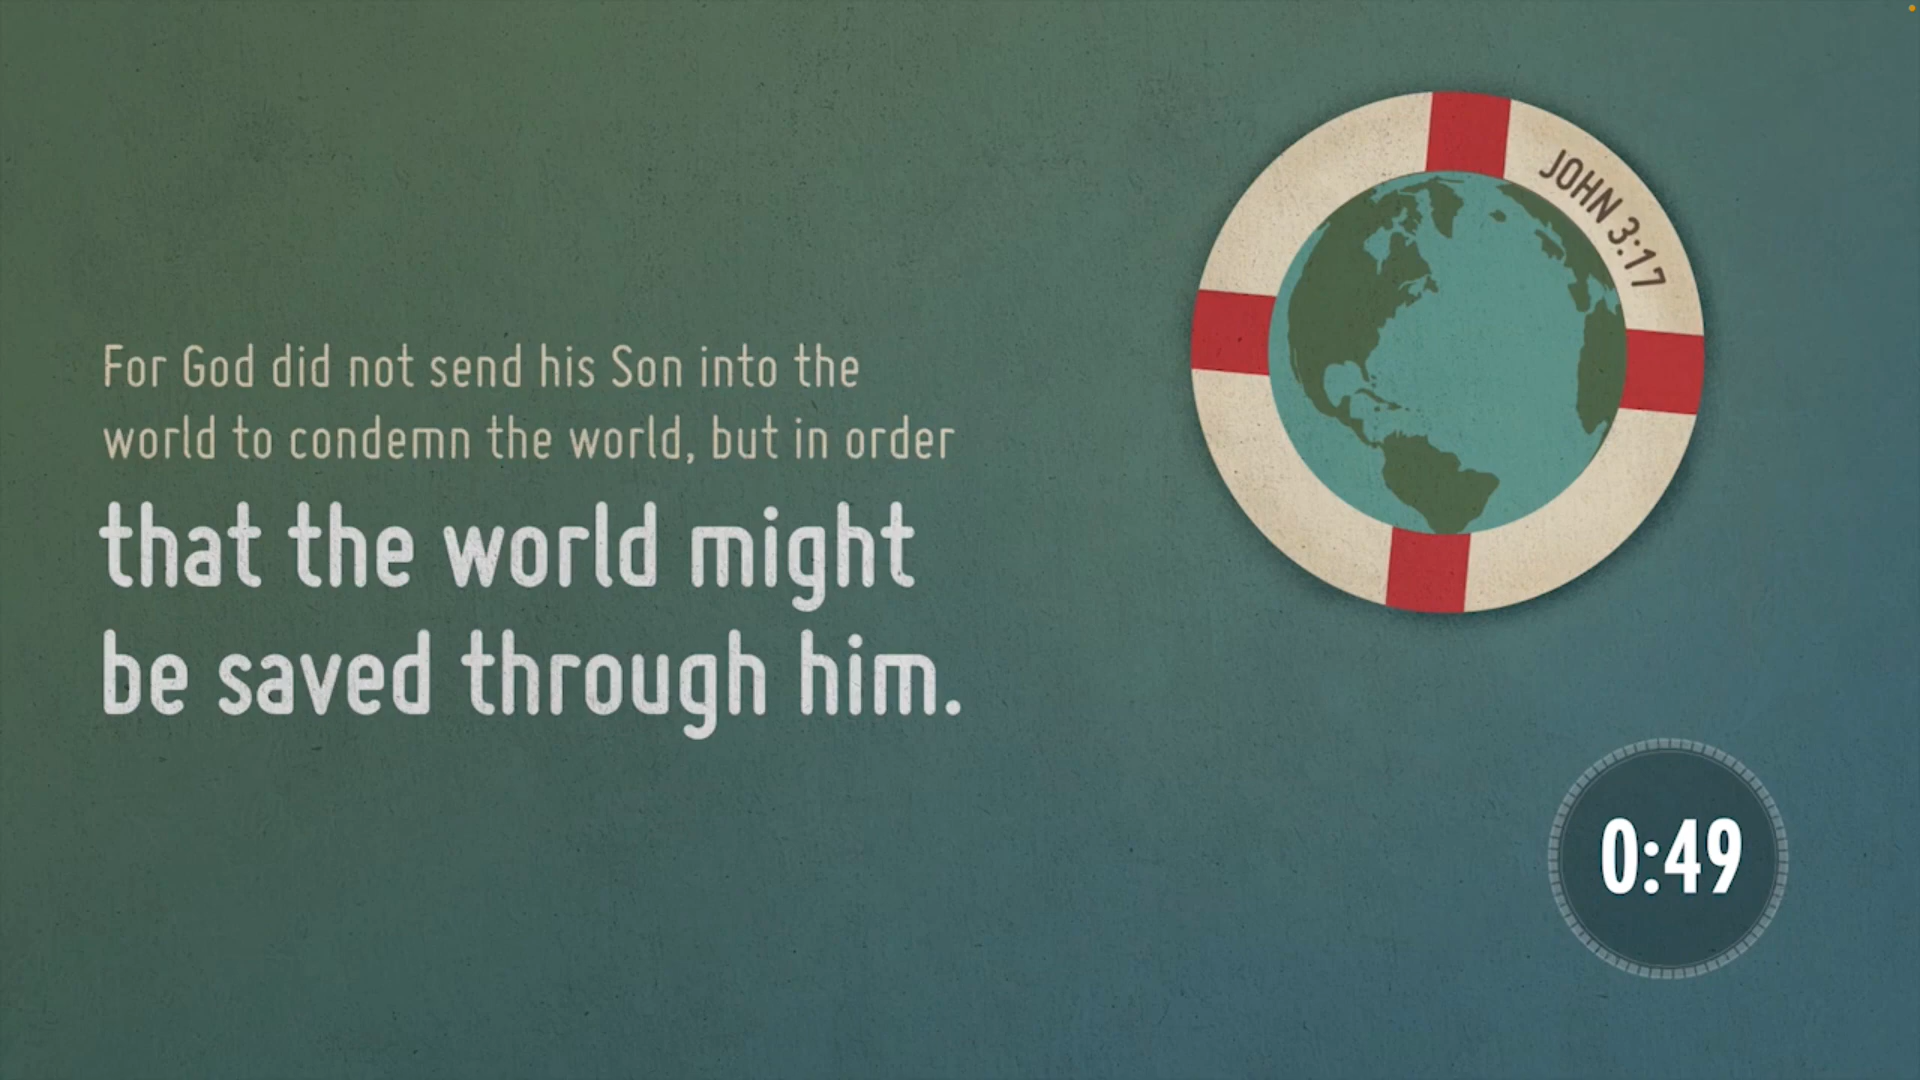 For God did not send his Son into the
world to condemn the world, but in order
that the world might
be saved through him.
JOHN 3:17
0:49